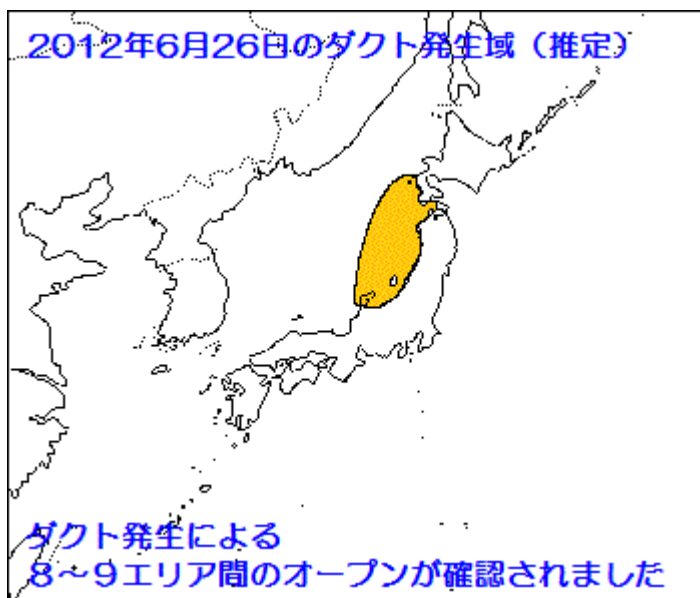 2012年6月26日のダクト発生域（推定）
ダクト発生による
８～９エリア間のオープンが確認されました